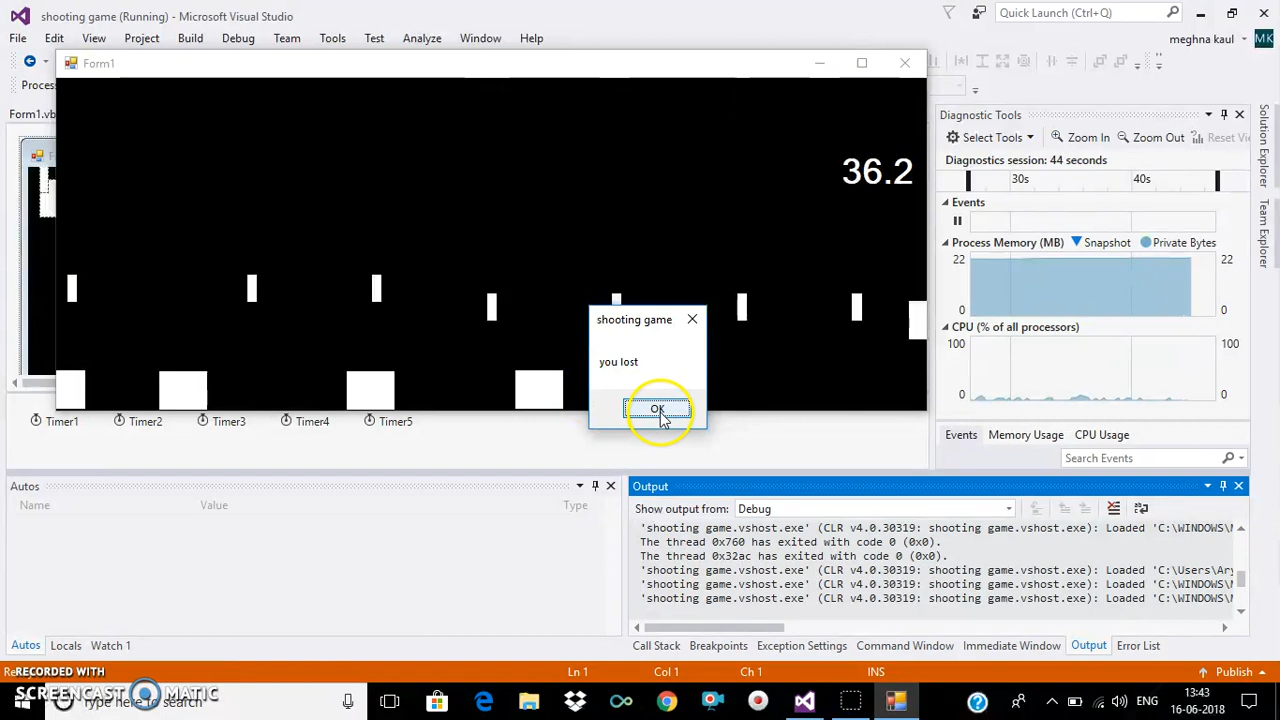 shooting game (Running) - Microsoft Visual Studio
Quick Launch (Ctrl+Q)
File Edit View Project Build Debug Team Tools Test Analyze Window Help
meghna kaul MK
Form1
Proces
Form1.vb
36.2
shooting game
you lost
OK
Timer1 Timer2 Timer3 Timer4 Timer5
Diagnostic Tools
Select Tools Zoom In Zoom Out Reset Vi
Diagnostics session: 44 seconds
30s 40s
Events
Process Memory (MB) Snapshot Private Bytes
22 22
0 0
CPU (% of all processors)
100 100
0 0
Events Memory Usage CPU Usage
Search Events
Solution Explorer
Team Explorer
Autos
Name Value Type
Autos Locals Watch 1
Output
Show output from: Debug
'shooting game.vshost.exe' (CLR v4.0.30319: shooting game.vshost.exe): Loaded 'C:\WINDOWS\
The thread 0x760 has exited with code 0 (0x0).
The thread 0x32ac has exited with code 0 (0x0).
'shooting game.vshost.exe' (CLR v4.0.30319: shooting game.vshost.exe): Loaded 'C:\Users\Ar
'shooting game.vshost.exe' (CLR v4.0.30319: shooting game.vshost.exe): Loaded 'C:\WINDOWS\
'shooting game.vshost.exe' (CLR v4.0.30319: shooting game.vshost.exe): Loaded 'C:\WINDOWS\
Call Stack Breakpoints Exception Settings Command Window Immediate Window Output Error List
Ln 1 Col 1 Ch 1 INS Publish
RECORDED WITH
SCREENCAST MATIC
Type here to search
ENG
13:43
16-06-2018